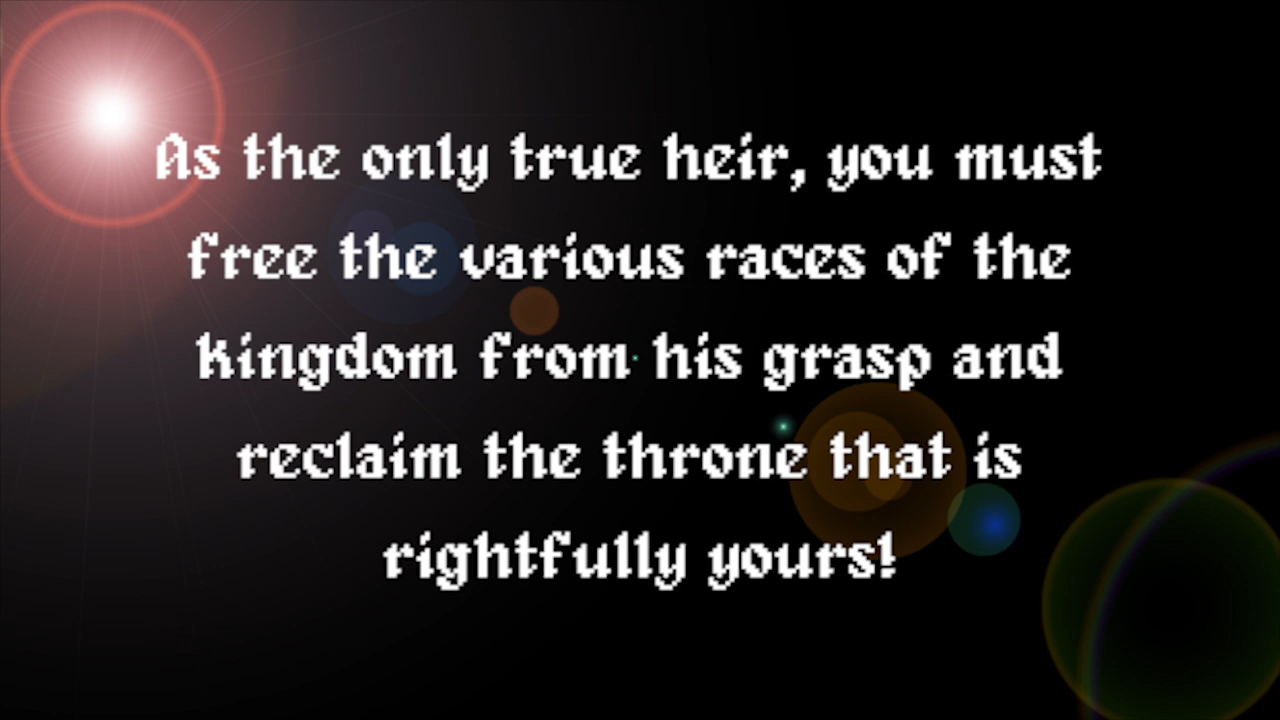 As the only true heir, you must
free the various races of the
kingdom from his grasp and
reclaim the throne that is
rightfully yours!